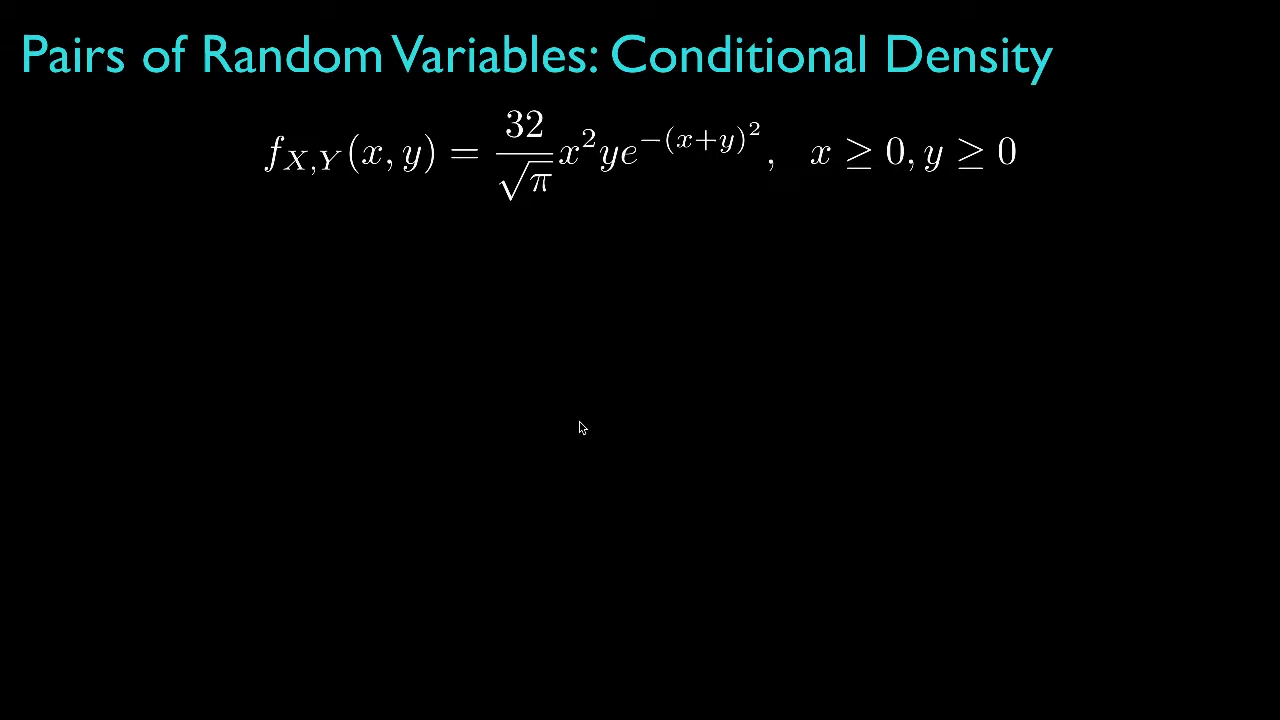 Pairs of Random Variables: Conditional Density
f_{X,Y}(x, y) = \frac{32}{\sqrt{\pi}} x^2 y e^{-(x+y)^2}, x ≥ 0, y ≥ 0